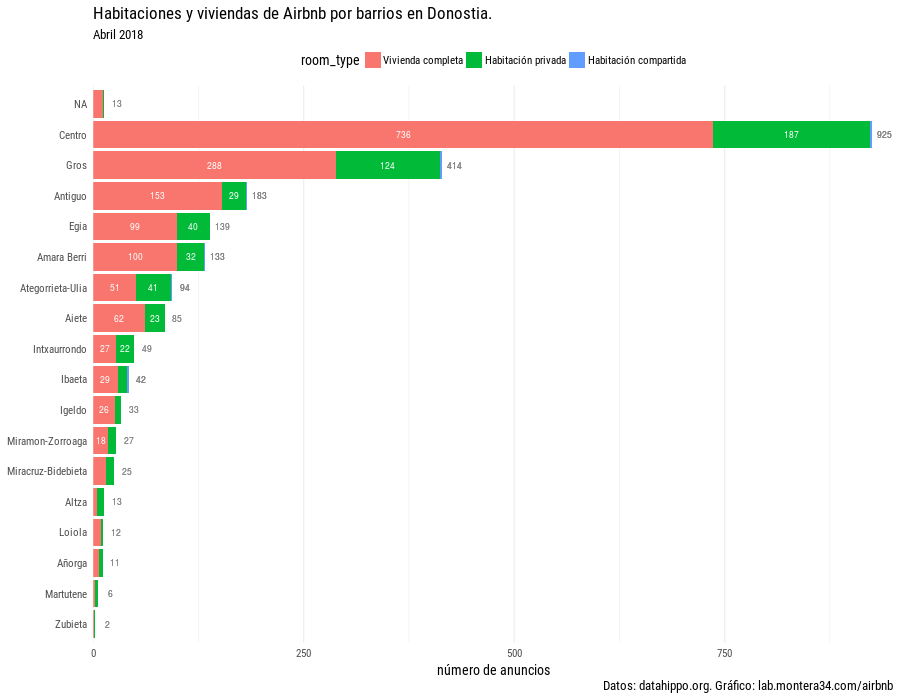 Habitaciones y viviendas de Airbnb por barrios en Donostia.
Abril 2018
room_type Vivienda completa Habitación privada Habitación compartida
NA 13
Centro 736 187 925
Gros 288 124 414
Antiguo 153 29 183
Egia 99 40 139
Amara Berri 100 32 133
Ategorrieta-Ulia 51 41 94
Aiete 62 23 85
Intxaurrondo 27 22 49
Ibaeta 29 42
Igeldo 26 33
Miramon-Zorroaga 18 27
Miracruz-Bidebieta 25
Altza 13
Loiola 12
Añorga 11
Martutene 6
Zubieta 2
0 250 500 750
número de anuncios
Datos: datahippo.org. Gráfico: lab.montera34.com/airbnb